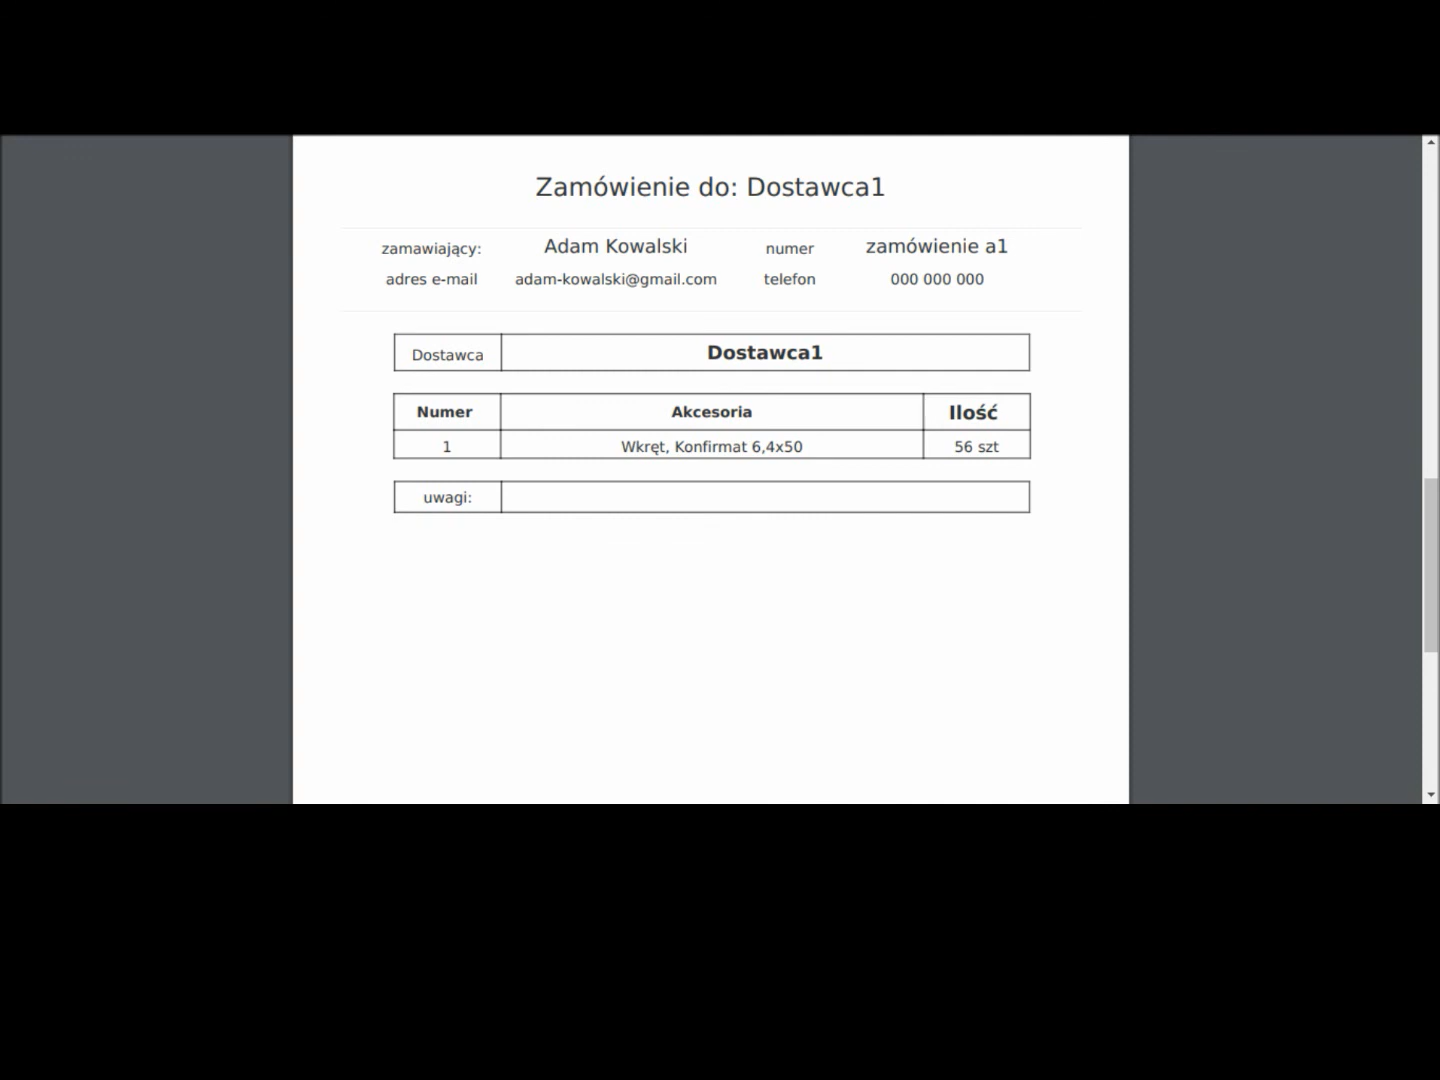 Zamówienie do: Dostawca1
zamawiający: Adam Kowalski numer zamówienie a1
adres e-mail adam-kowalski@gmail.com telefon 000 000 000
Dostawca Dostawca1
Numer Akcesoria Ilość
1 Wkręt, Konfirmat 6,4x50 56 szt
uwagi: